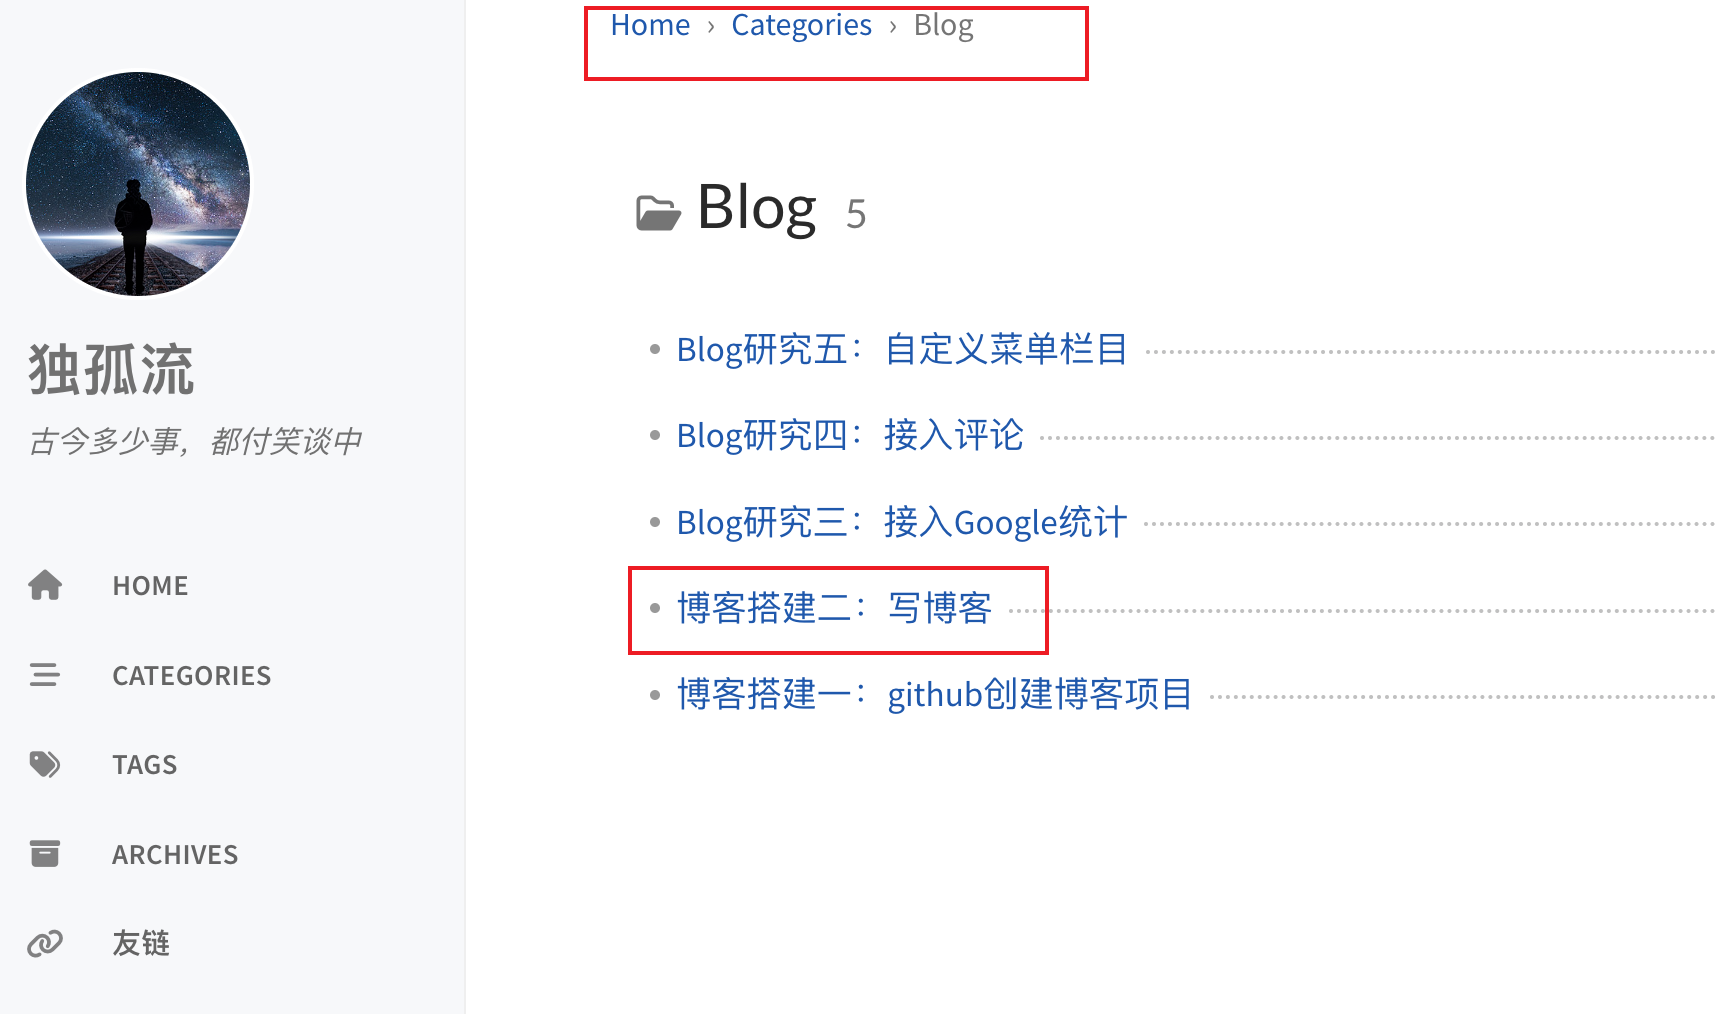 Home › Categories › Blog
独孤流
古今多少事，都付笑谈中
HOME
CATEGORIES
TAGS
ARCHIVES
友链
Blog 5
Blog研究五：自定义菜单栏目
Blog研究四：接入评论
Blog研究三：接入Google统计
博客搭建二：写博客
博客搭建一：github创建博客项目